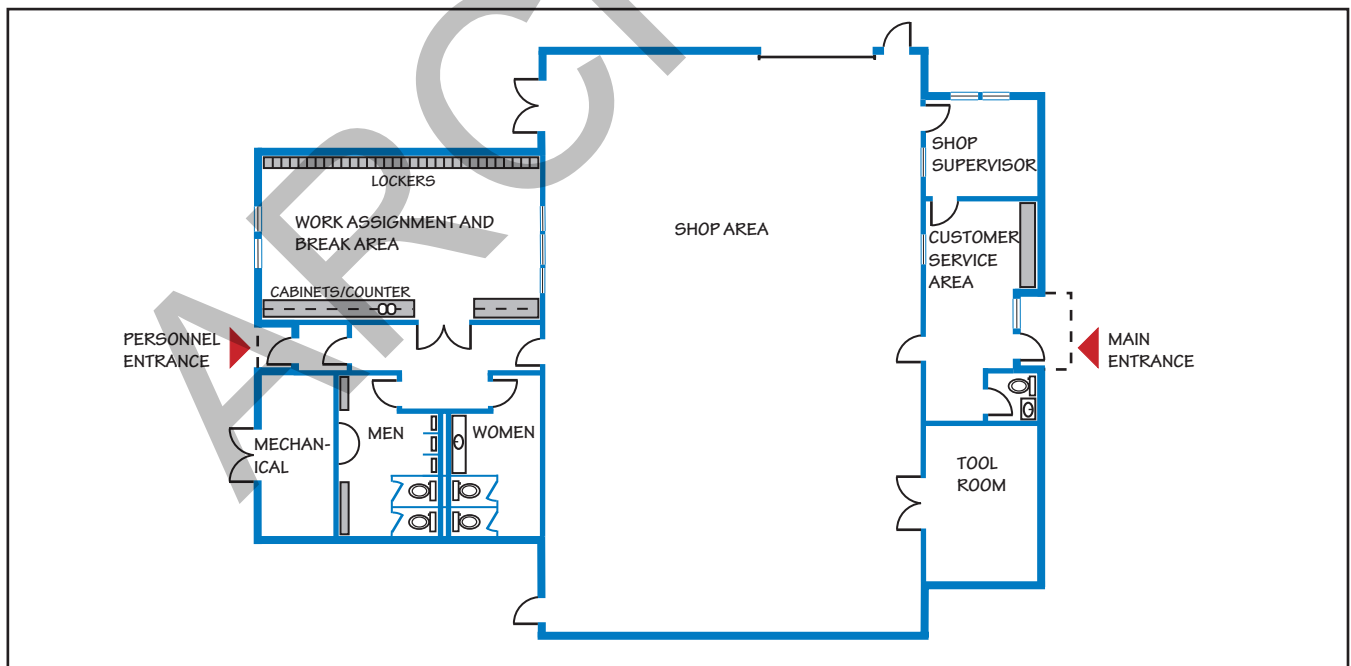 SHOP
SUPERVISOR
LOCKERS
WORK ASSIGNMENT AND
BREAK AREA
SHOP AREA
CUSTOMER
SERVICE
AREA
CABINETS/COUNTER
PERSONNEL
ENTRANCE
MAIN
ENTRANCE
MECHAN-
ICAL
MEN
WOMEN
TOOL
ROOM